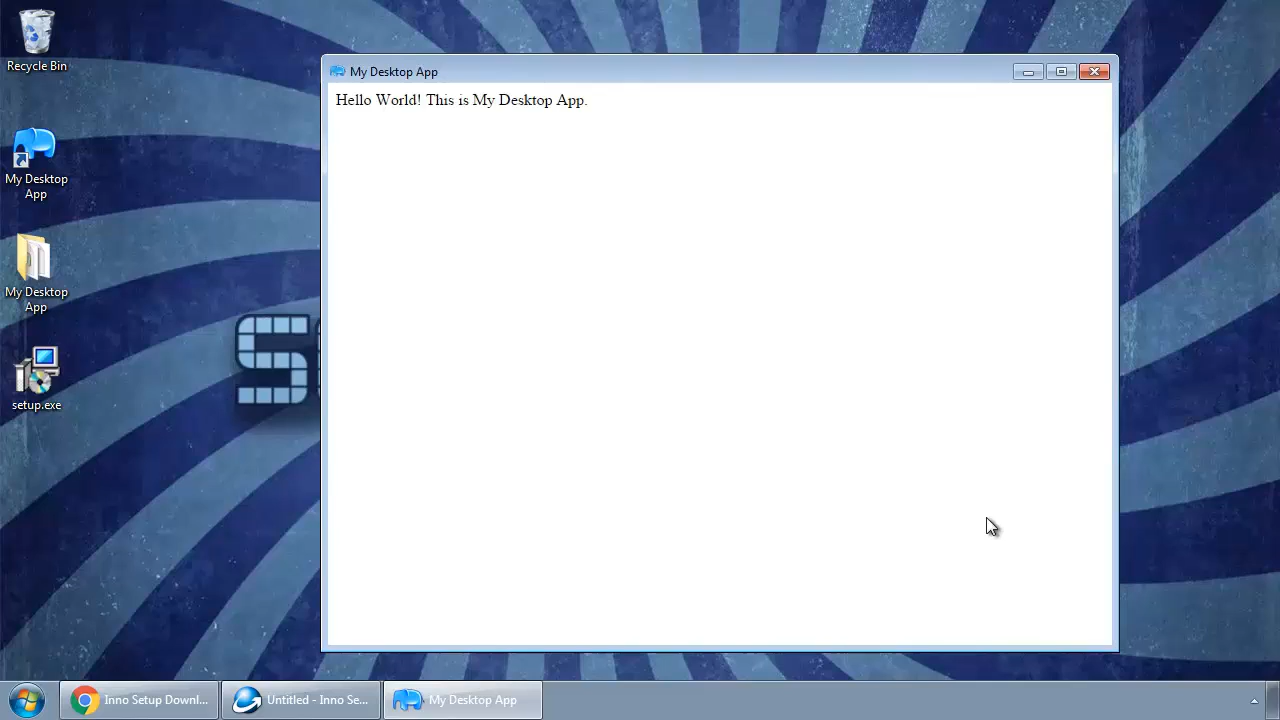 Recycle Bin
My Desktop App
Hello World! This is My Desktop App.
My Desktop
App
My Desktop
App
setup.exe
Inno Setup Downl...
Untitled - Inno Se...
My Desktop App